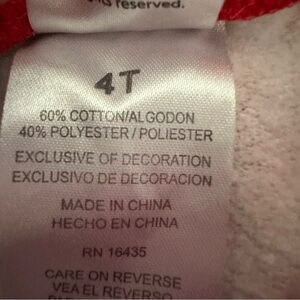 reserved.
4T
60% COTTON/ALGODON
40% POLYESTER / POLIESTER
EXCLUSIVE OF DECORATION
EXCLUSIVO DE DECORACION
MADE IN CHINA
HECHO EN CHINA
RN 16435
CARE ON REVERSE
VEA EL REVERSO